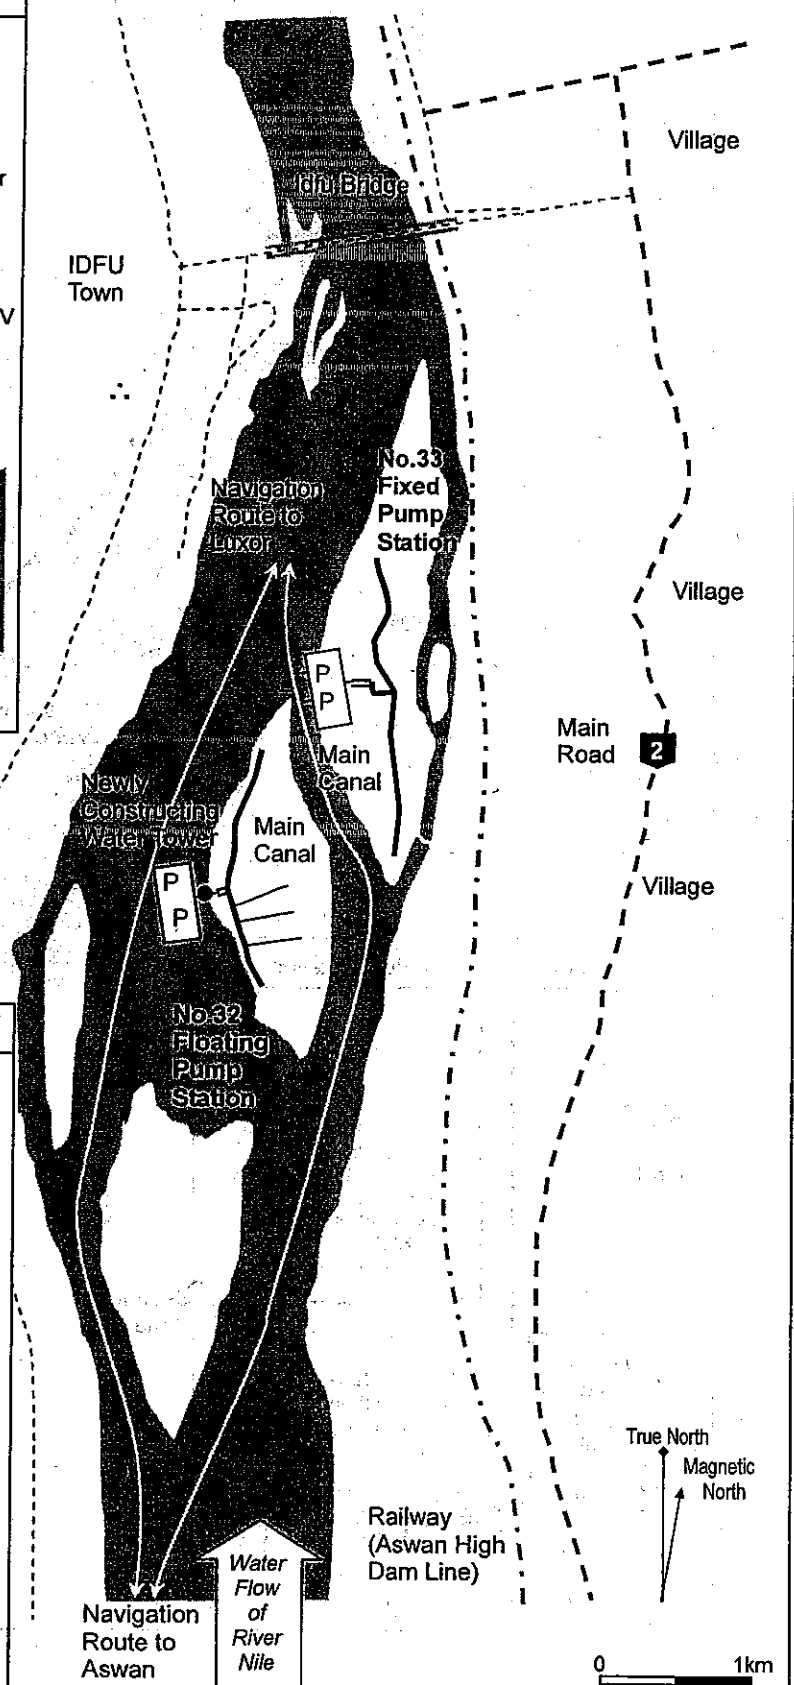 r
V
Idfu Bridge
Village
IDFU
Town
No.33
Fixed
Pump
Station
Navigation
Route to
Luxor
Village
P
P
Main
Canal
Main
Road
2
Newly
Constructing
Water Tower
Main
Canal
P
P
Village
No.32
Floating
Pump
Station
True North
Magnetic
North
Railway
(Aswan High
Dam Line)
Water
Flow
of
River
Nile
Navigation
Route to
Aswan
0 1km